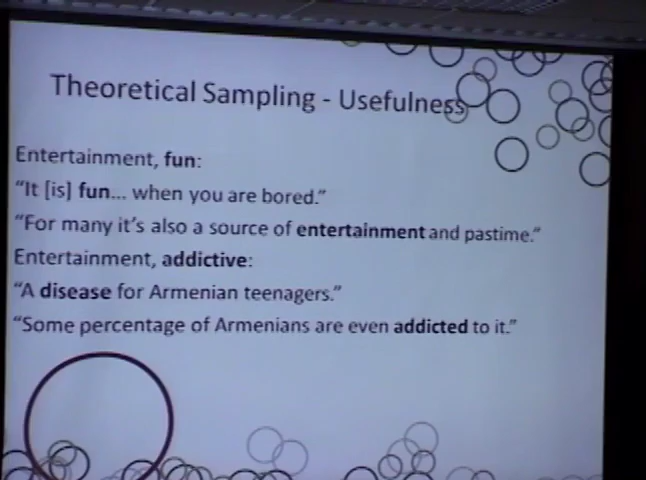 Theoretical Sampling - Usefulness
Entertainment, fun:
“It [is] fun... when you are bored.”
“For many it’s also a source of entertainment and pastime.”
Entertainment, addictive:
“A disease for Armenian teenagers.”
“Some percentage of Armenians are even addicted to it.”